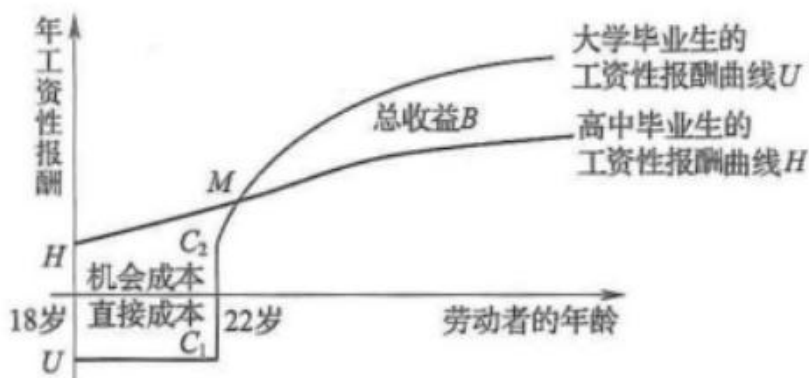 年工资性报酬
大学毕业生的
工资性报酬曲线U
总收益B
高中毕业生的
工资性报酬曲线H
M
H
C₂
机会成本
18岁
直接成本
22岁
劳动者的年龄
U
C₁